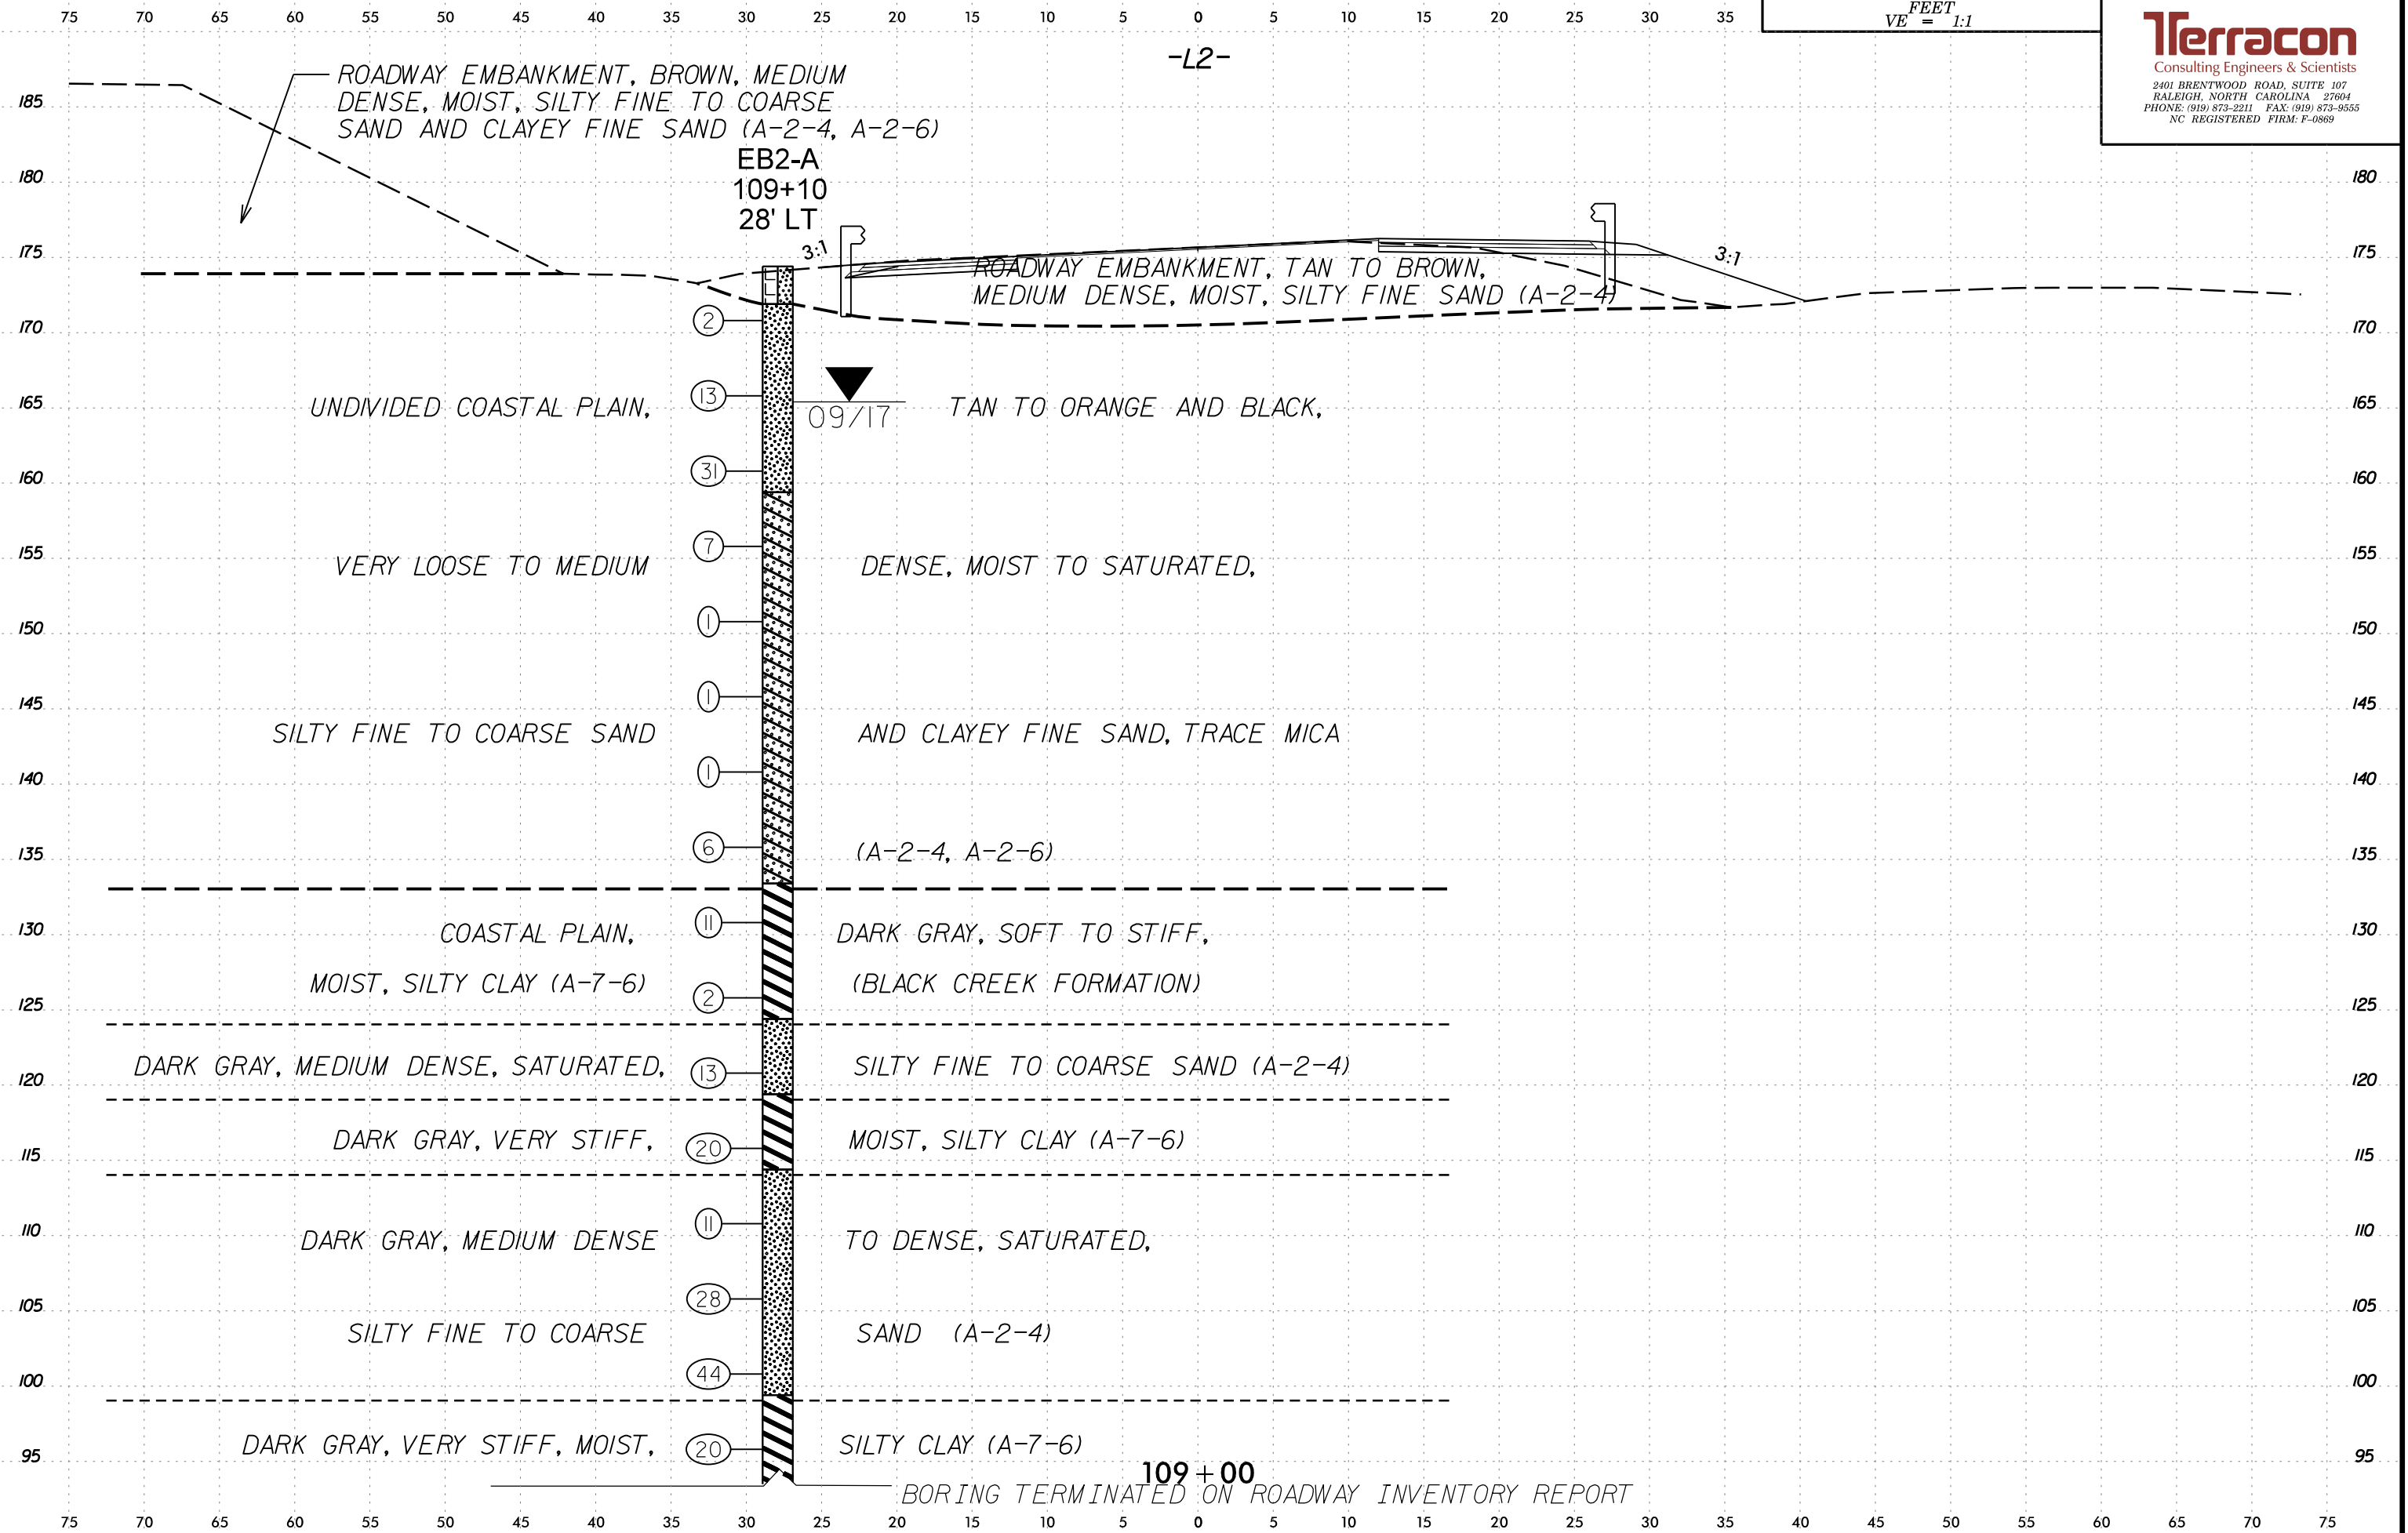 75 70 65 60 55 50 45 40 35 30 25 20 15 10 5 0 5 10 15 20 25 30 35
FEET
VE = 1:1
Terracon
Consulting Engineers & Scientists
2401 BRENTWOOD ROAD, SUITE 107
RALEIGH, NORTH CAROLINA 27604
PHONE: (919) 873-2211 FAX: (919) 873-9555
NC REGISTERED FIRM: F-0869
-L2-
ROADWAY EMBANKMENT, BROWN, MEDIUM
DENSE, MOIST, SILTY FINE TO COARSE
SAND AND CLAYEY FINE SAND (A-2-4, A-2-6)
185
EB2-A
109+10
28' LT
180 180
3:1 3:1
175 175
ROADWAY EMBANKMENT, TAN TO BROWN,
MEDIUM DENSE, MOIST, SILTY FINE SAND (A-2-4)
L
2
170 170
13
165 UNDIVIDED COASTAL PLAIN, TAN TO ORANGE AND BLACK, 165
09/17
31
160 160
7
155 VERY LOOSE TO MEDIUM DENSE, MOIST TO SATURATED, 155
1
150 150
1
145 145
SILTY FINE TO COARSE SAND AND CLAYEY FINE SAND, TRACE MICA
1
140 140
6
135 (A-2-4, A-2-6) 135
11
130 COASTAL PLAIN, DARK GRAY, SOFT TO STIFF, 130
MOIST, SILTY CLAY (A-7-6) (BLACK CREEK FORMATION)
2
125 125
DARK GRAY, MEDIUM DENSE, SATURATED, 13 SILTY FINE TO COARSE SAND (A-2-4)
120 120
DARK GRAY, VERY STIFF, 20 MOIST, SILTY CLAY (A-7-6)
115 115
11
110 110
DARK GRAY, MEDIUM DENSE TO DENSE, SATURATED,
28
105 105
SILTY FINE TO COARSE SAND (A-2-4)
44
100 100
DARK GRAY, VERY STIFF, MOIST, 20 SILTY CLAY (A-7-6)
95 95
109+00
BORING TERMINATED ON ROADWAY INVENTORY REPORT
75 70 65 60 55 50 45 40 35 30 25 20 15 10 5 0 5 10 15 20 25 30 35 40 45 50 55 60 65 70 75